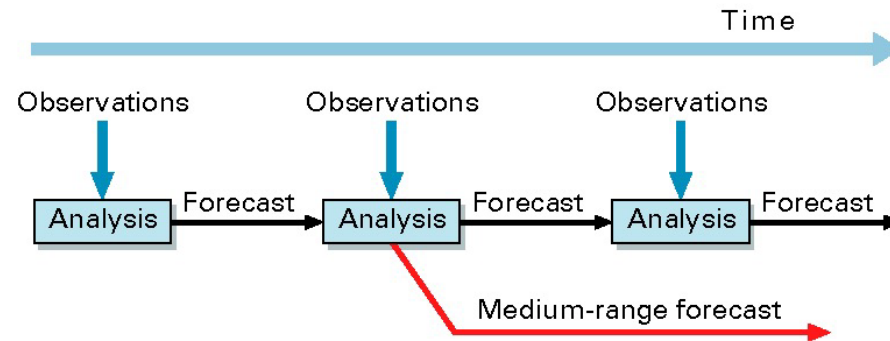 Time
Observations Observations Observations
Forecast Forecast Forecast
Analysis Analysis Analysis
Medium-range forecast